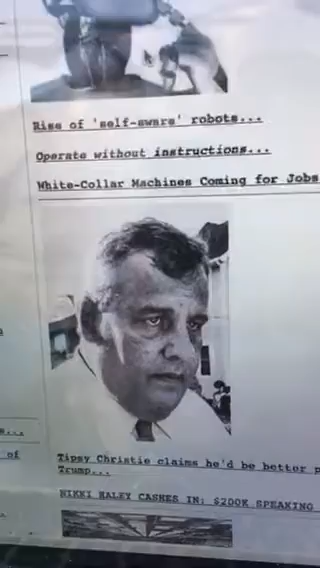 Rise of 'self-aware' robots...
Operate without instructions...
White-Collar Machines Coming for Jobs
of
Tipsy Christie claims he'd be better p
Trump...
NIKKI HALEY CASHES IN: $200K SPEAKING